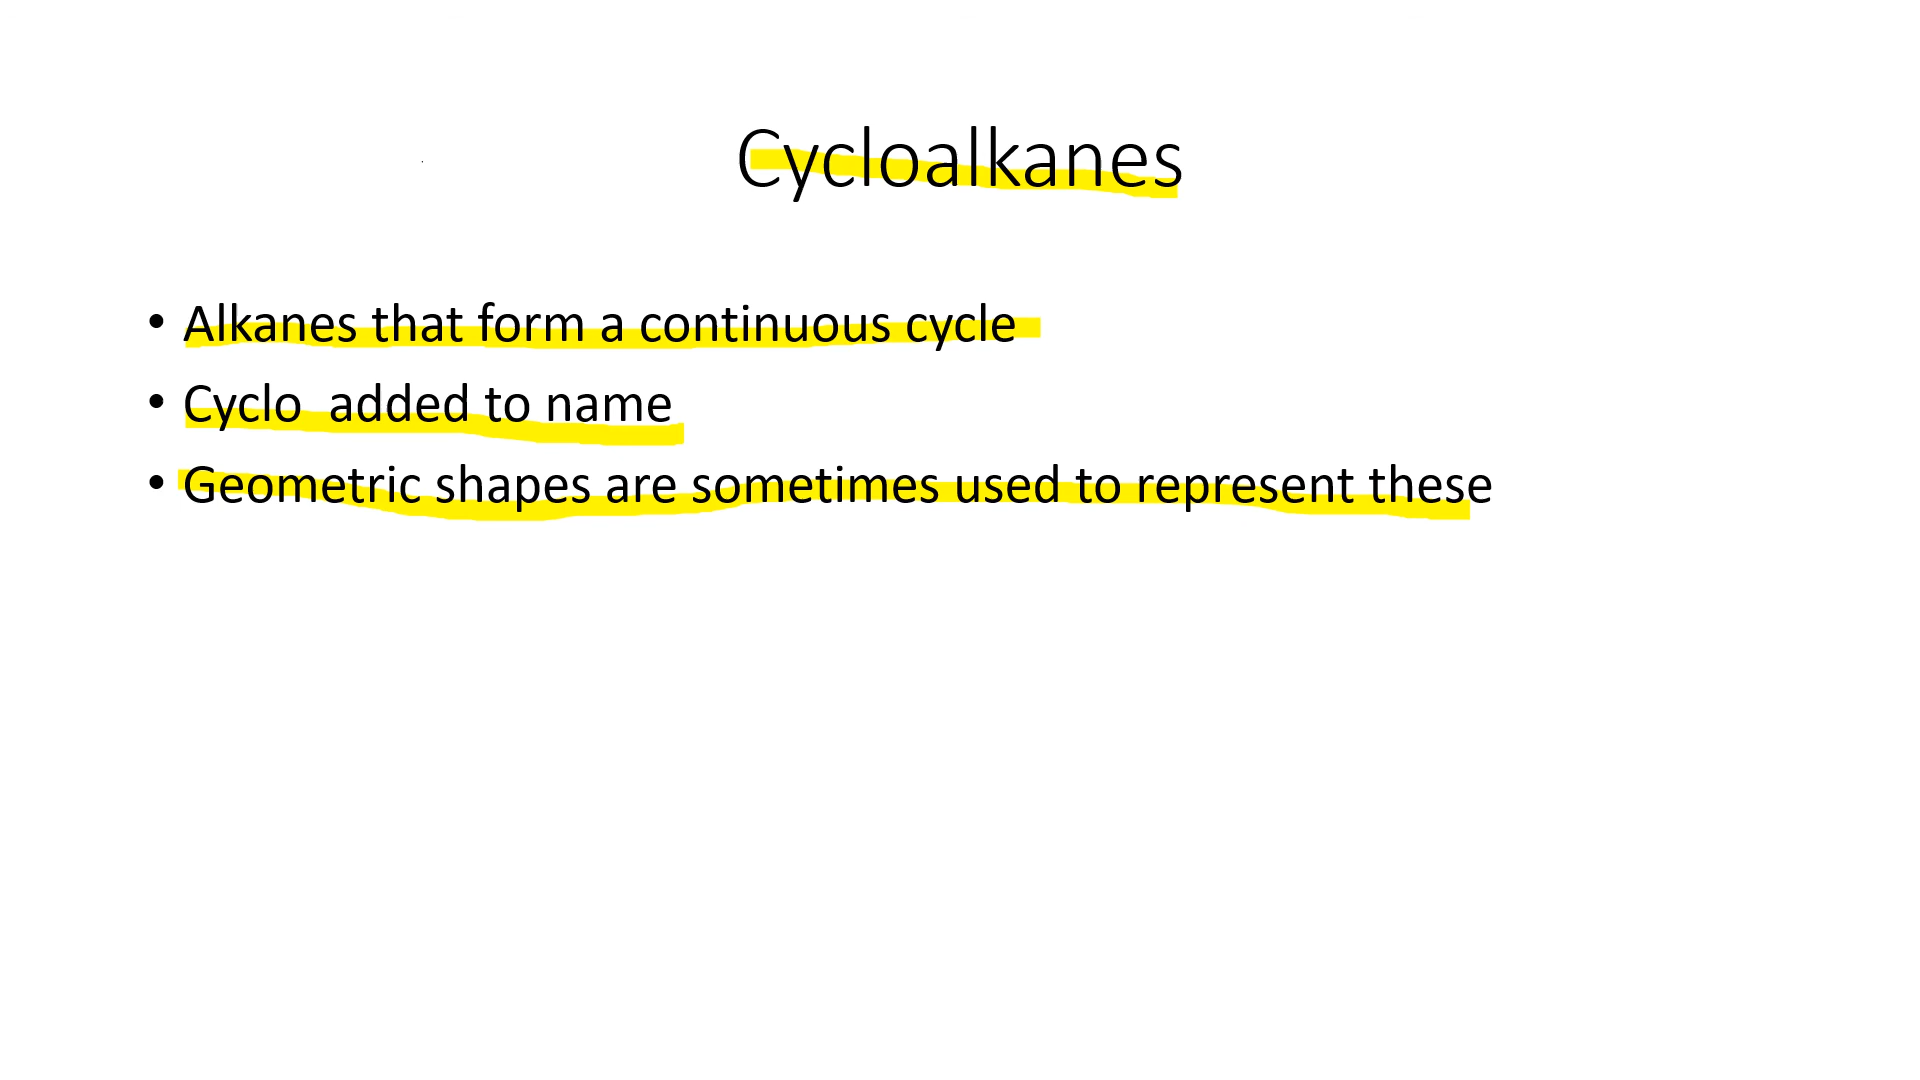 Cycloalkanes
• Alkanes that form a continuous cycle
• Cyclo  added to name
• Geometric shapes are sometimes used to represent these